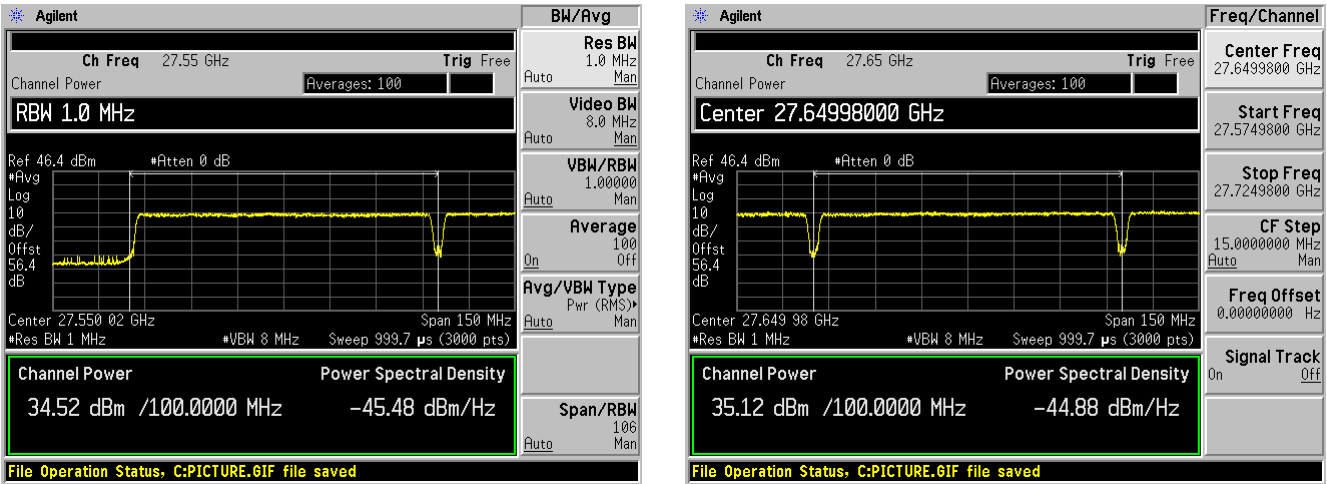 Agilent
BW/Avg
Ch Freq 27.55 GHz Trig Free
Channel Power Averages: 100
RBW 1.0 MHz
Ref 46.4 dBm #Atten 0 dB
#Avg
Log
10
dB/
Offst
56.4
dB
Center 27.550 02 GHz Span 150 MHz
#Res BW 1 MHz #VBW 8 MHz Sweep 999.7 µs (3000 pts)
Channel Power Power Spectral Density
34.52 dBm /100.0000 MHz -45.48 dBm/Hz
File Operation Status, C:PICTURE.GIF file saved
Res BW
1.0 MHz
Auto Man
Video BW
8.0 MHz
Auto Man
VBW/RBW
1.00000
Auto Man
Average
100
On Off
Avg/VBW Type
Pwr (RMS)▸
Auto Man
Span/RBW
106
Auto Man
Agilent
Freq/Channel
Ch Freq 27.65 GHz Trig Free
Channel Power Averages: 100
Center 27.64998000 GHz
Ref 46.4 dBm #Atten 0 dB
#Avg
Log
10
dB/
Offst
56.4
dB
Center 27.649 98 GHz Span 150 MHz
#Res BW 1 MHz #VBW 8 MHz Sweep 999.7 µs (3000 pts)
Channel Power Power Spectral Density
35.12 dBm /100.0000 MHz -44.88 dBm/Hz
File Operation Status, C:PICTURE.GIF file saved
Center Freq
27.6499800 GHz
Start Freq
27.5749800 GHz
Stop Freq
27.7249800 GHz
CF Step
15.0000000 MHz
Auto Man
Freq Offset
0.00000000 Hz
Signal Track
On Off